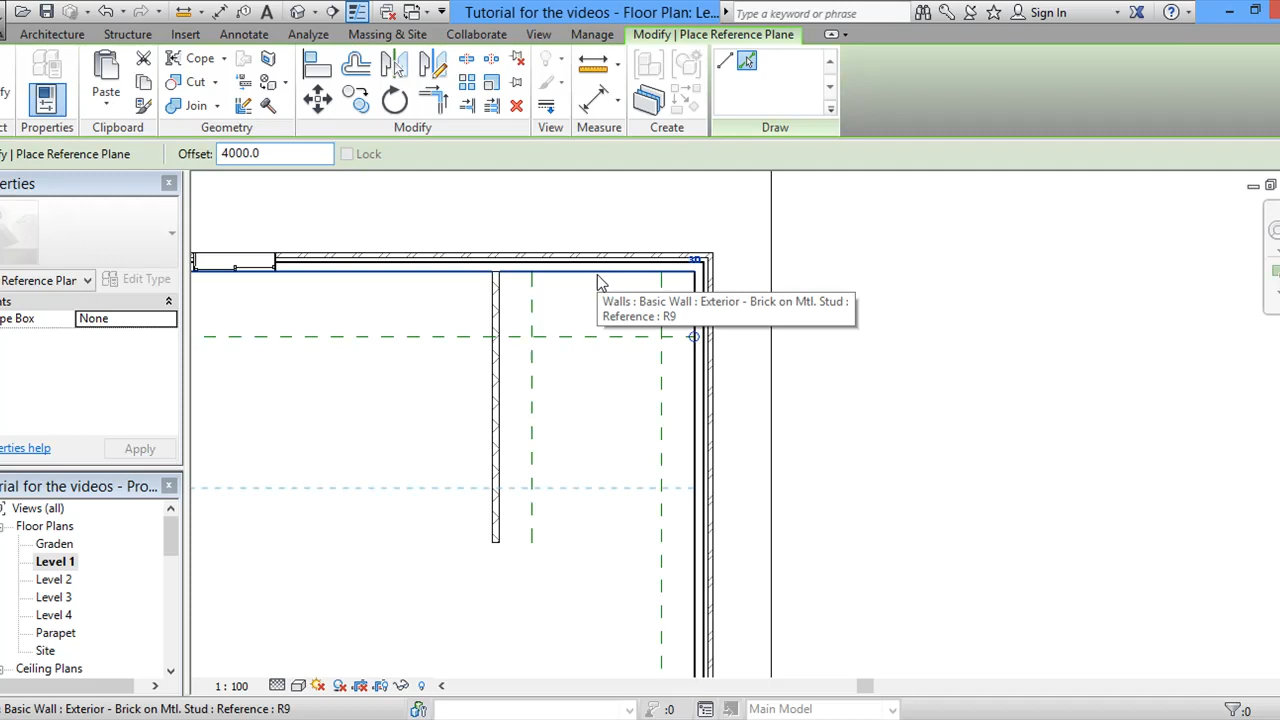 Tutorial for the videos - Floor Plan: Le...
Type a keyword or phrase
Sign In
Architecture
Structure
Insert
Annotate
Analyze
Massing & Site
Collaborate
View
Manage
Modify | Place Reference Plane
Paste
Cope
Cut
Join
Properties
Clipboard
Geometry
Modify
View
Measure
Create
Draw
fy | Place Reference Plane
Offset: 4000.0
Lock
erties
Reference Plan
Edit Type
nts
pe Box
None
erties help
Apply
Walls : Basic Wall : Exterior - Brick on Mtl. Stud :
Reference : R9
torial for the videos - Pro...
Views (all)
Floor Plans
Graden
Level 1
Level 2
Level 3
Level 4
Parapet
Site
Ceiling Plans
1 : 100
: Basic Wall : Exterior - Brick on Mtl. Stud : Reference : R9
:0
Main Model
:0